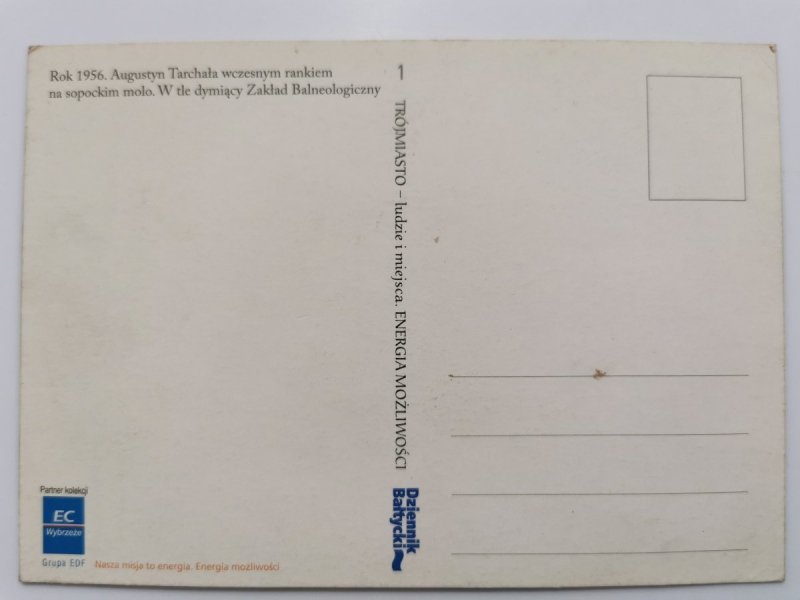 Rok 1956. Augustyn Tarchała wczesnym rankiem
na sopockim molo. W tle dymiący Zakład Balneologiczny
1
TRÓJMIASTO – ludzie i miejsca. ENERGIA MOŻLIWOŚCI
Dziennik
Bałtycki
Partner kolekcji
EC
Wybrzeże
Grupa EDF
Nasza misja to energia. Energia możliwości